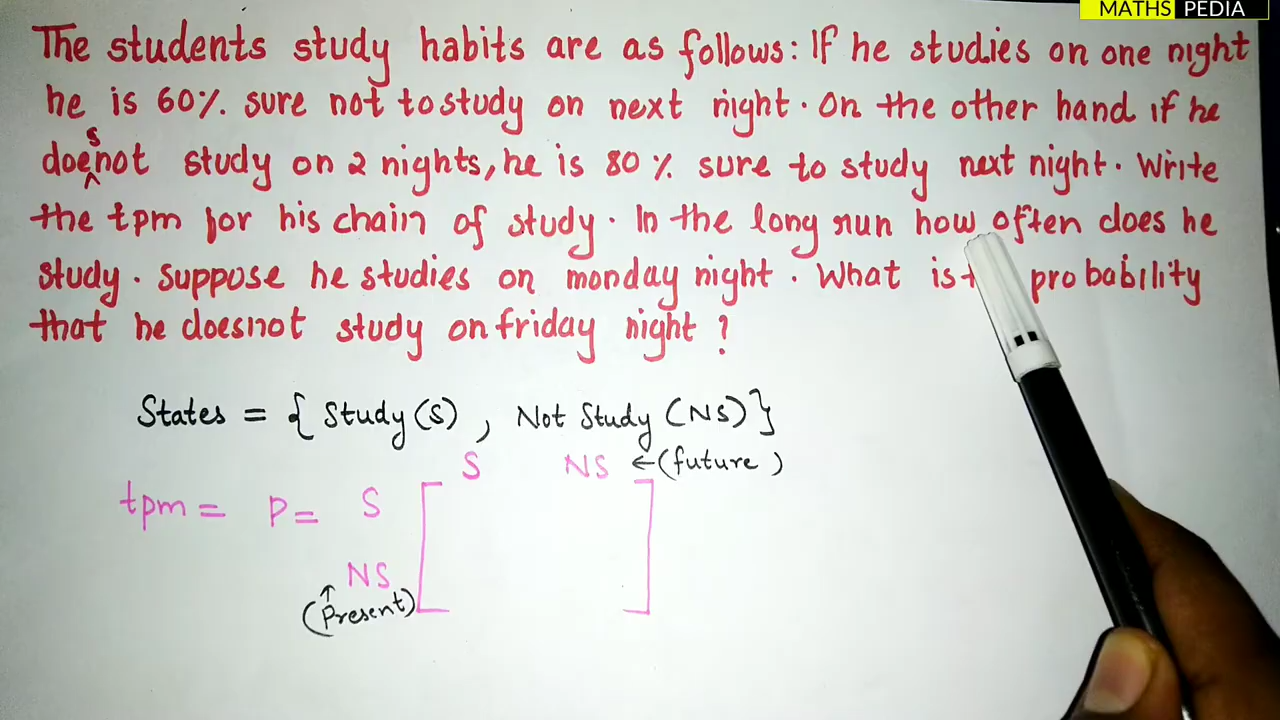 MATHS PEDIA
The students study habits are as follows: If he studies on one night
he is 60% sure not to study on next night. On the other hand if he
does not study on 2 nights, he is 80% sure to study next night. Write
the tpm for his chain of study. In the long run how often does he
study. Suppose he studies on monday night. What is probability
that he doesnot study on friday night?
States = { Study(S), Not Study (NS)}
S NS ←(future)
tpm = P = S
NS
↑
(Present)